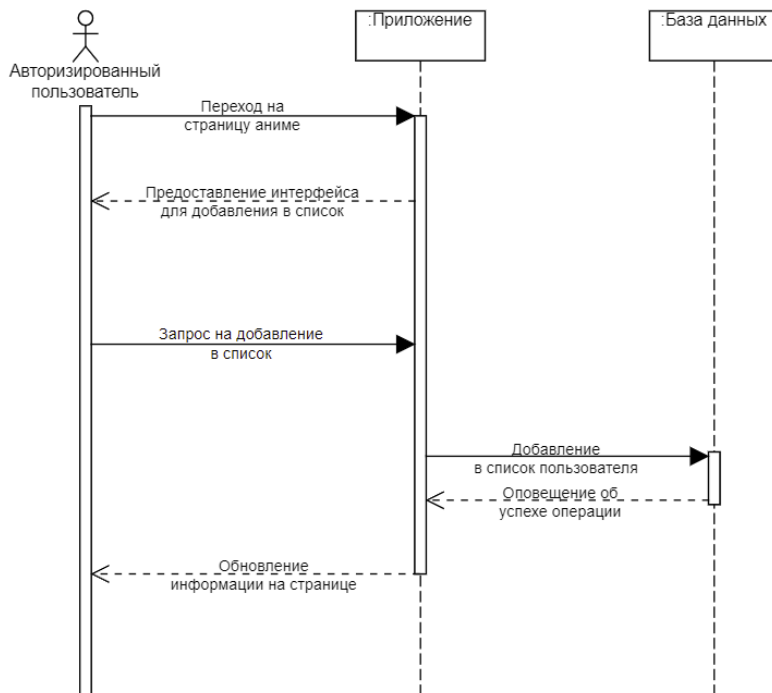 :Приложение
:База данных
Авторизированный
пользователь
Переход на
страницу аниме
Предоставление интерфейса
для добавления в список
Запрос на добавление
в список
Добавление
в список пользователя
Оповещение об
успехе операции
Обновление
информации на странице